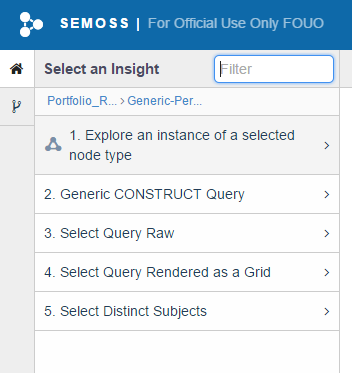 SEMOSS | For Official Use Only FOUO
Select an Insight Filter
Portfolio_R... > Generic-Per...
1. Explore an instance of a selected
node type
2. Generic CONSTRUCT Query
3. Select Query Raw
4. Select Query Rendered as a Grid
5. Select Distinct Subjects